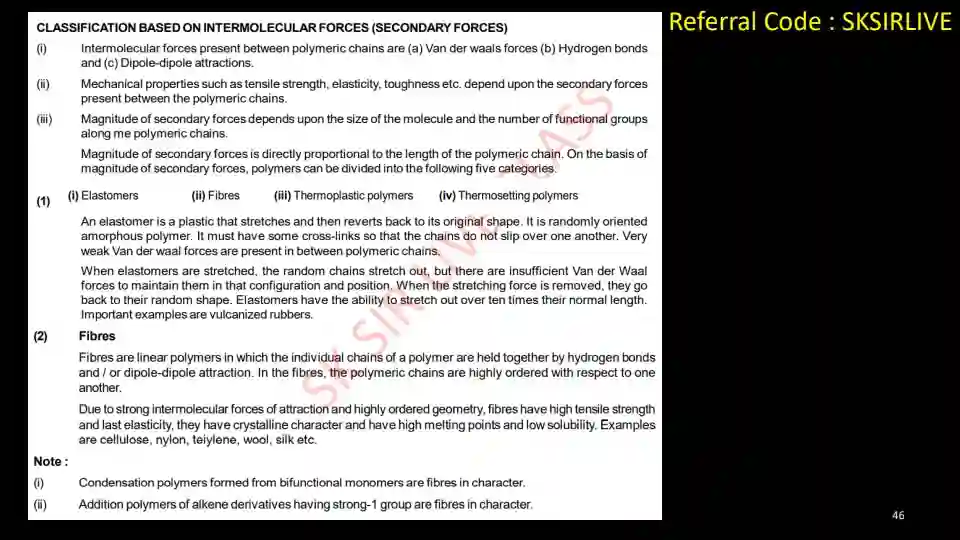 Referral Code : SKSIRLIVE
CLASSIFICATION BASED ON INTERMOLECULAR FORCES (SECONDARY FORCES)
(i) Intermolecular forces present between polymeric chains are (a) Van der waals forces (b) Hydrogen bonds
and (c) Dipole-dipole attractions.
(ii) Mechanical properties such as tensile strength, elasticity, toughness etc. depend upon the secondary forces
present between the polymeric chains.
(iii) Magnitude of secondary forces depends upon the size of the molecule and the number of functional groups
along me polymeric chains.
Magnitude of secondary forces is directly proportional to the length of the polymeric chain. On the basis of
magnitude of secondary forces, polymers can be divided into the following five categories.
(1) (i) Elastomers (ii) Fibres (iii) Thermoplastic polymers (iv) Thermosetting polymers
An elastomer is a plastic that stretches and then reverts back to its original shape. It is randomly oriented
amorphous polymer. It must have some cross-links so that the chains do not slip over one another. Very
weak Van der waal forces are present in between polymeric chains.
When elastomers are stretched, the random chains stretch out, but there are insufficient Van der Waal
forces to maintain them in that configuration and position. When the stretching force is removed, they go
back to their random shape. Elastomers have the ability to stretch out over ten times their normal length.
Important examples are vulcanized rubbers.
(2) Fibres
Fibres are linear polymers in which the individual chains of a polymer are held together by hydrogen bonds
and / or dipole-dipole attraction. In the fibres, the polymeric chains are highly ordered with respect to one
another.
Due to strong intermolecular forces of attraction and highly ordered geometry, fibres have high tensile strength
and last elasticity, they have crystalline character and have high melting points and low solubility. Examples
are cellulose, nylon, teiylene, wool, silk etc.
Note :
(i) Condensation polymers formed from bifunctional monomers are fibres in character.
(ii) Addition polymers of alkene derivatives having strong-1 group are fibres in character.
SK SIR LIVE CLASS
46